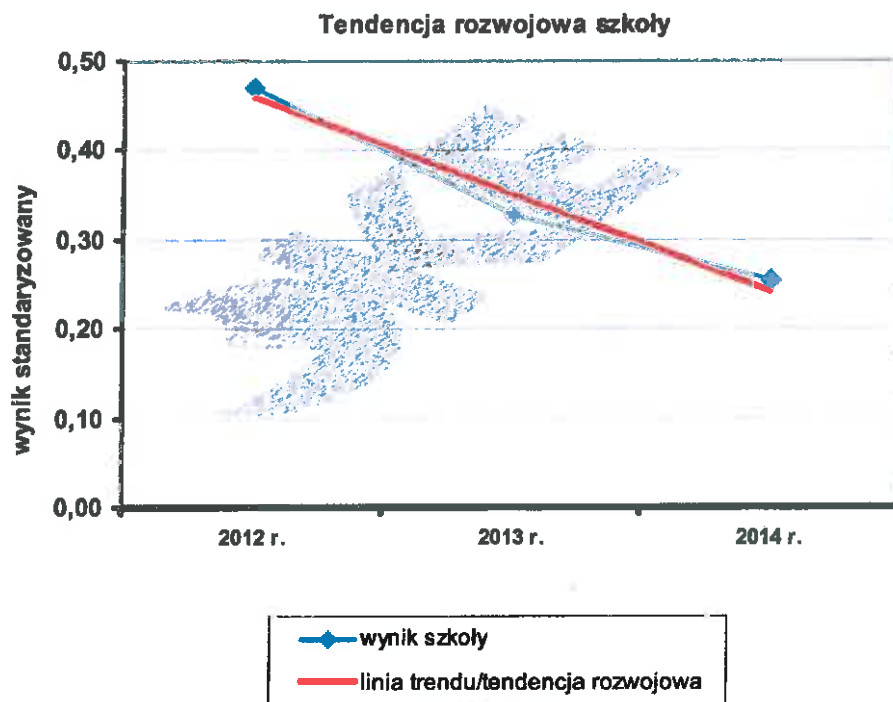 Tendencja rozwojowa szkoły
wynik standaryzowany
0,50
0,40
0,30
0,20
0,10
0,00
2012 r.
2013 r.
2014 r.
wynik szkoły
linia trendu/tendencja rozwojowa